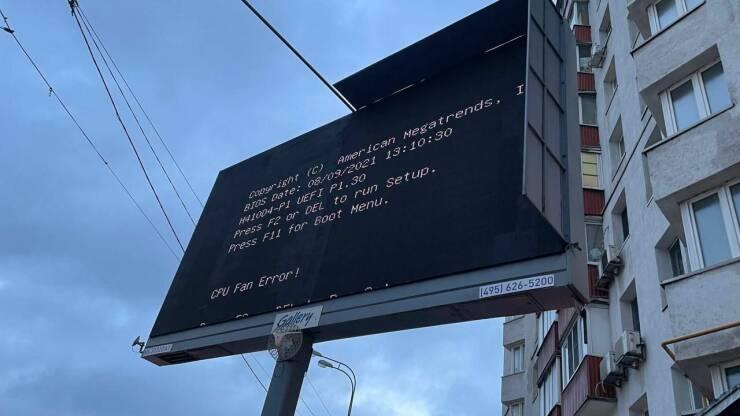 Copyright (C) American Megatrends, I
BIOS Date: 08/09/2021 13:10:30
H410D4-P1 UEFI P1.30
Press F2 or DEL to run Setup.
Press F11 for Boot Menu.
CPU Fan Error!
(495) 626-5200
Gallery